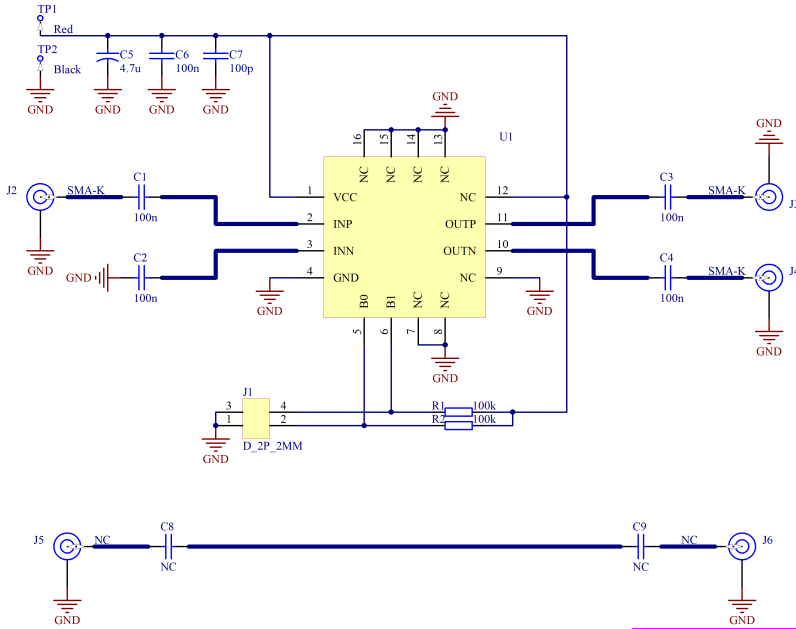 TP1
Red
TP2
Black
C5
4.7u
C6
100n
C7
100p
GND
GND
GND
GND
GND
U1
GND
16
15
14
13
NC
NC
NC
NC
J2
SMA-K
C1
100n
GND
1
VCC
2
INP
3
INN
4
GND
NC
12
OUTP
11
OUTN
10
NC
9
C3
100n
SMA-K
GND
C2
100n
GND
GND
C4
100n
SMA-K
J4
GND
B0
B1
NC
NC
5
6
7
8
GND
J1
3
4
1
2
D_2P_2MM
GND
R1
100k
R2
100k
J5
NC
C8
NC
GND
C9
NC
NC
J6
GND